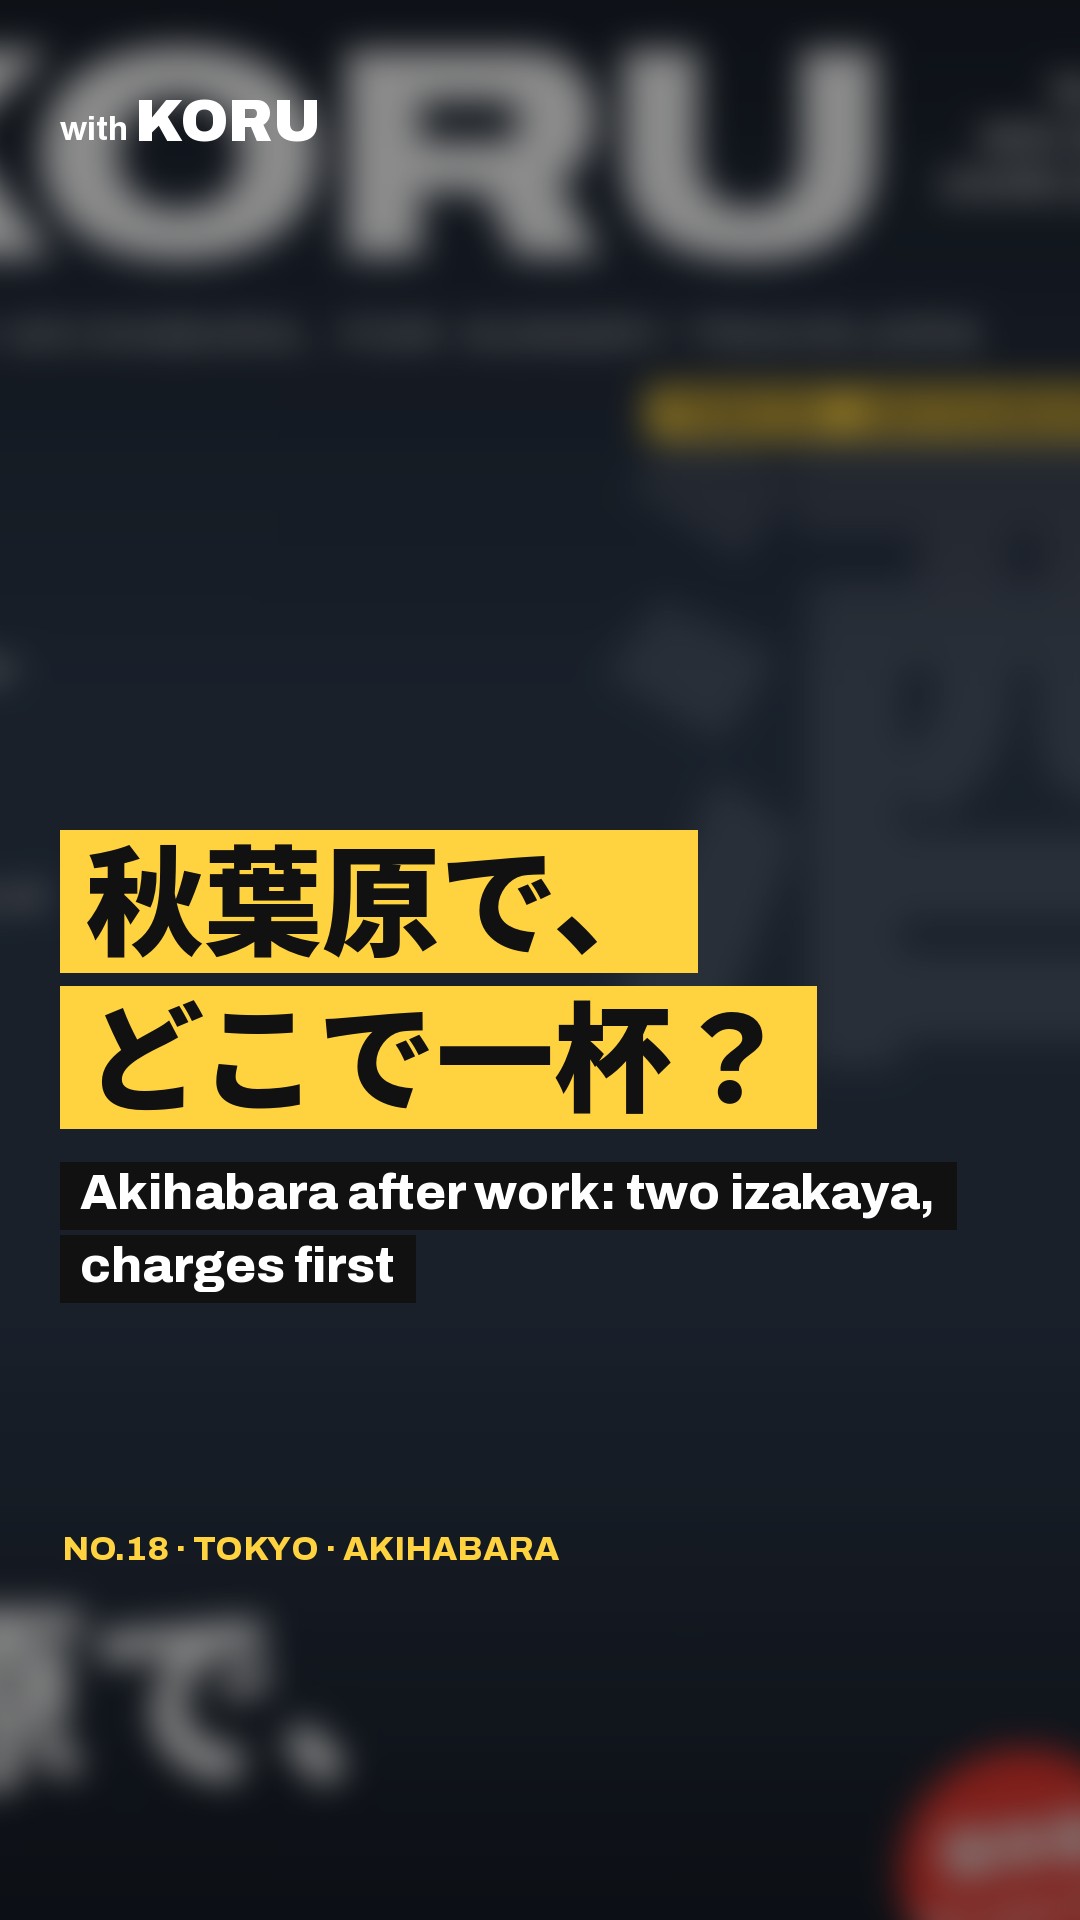 with KORU
秋葉原で、
どこで一杯？
Akihabara after work: two izakaya,
charges first
NO.18 · TOKYO · AKIHABARA